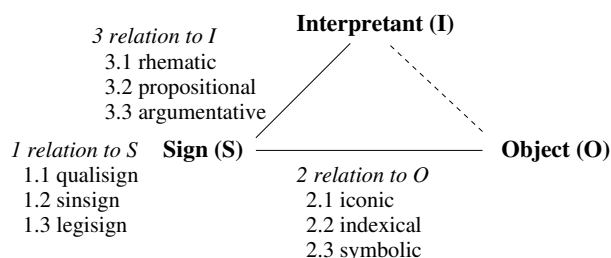 Interpretant (I)
3 relation to I
3.1 rhematic
3.2 propositional
3.3 argumentative
1 relation to S
Sign (S)
Object (O)
1.1 qualisign
1.2 sinsign
1.3 legisign
2 relation to O
2.1 iconic
2.2 indexical
2.3 symbolic